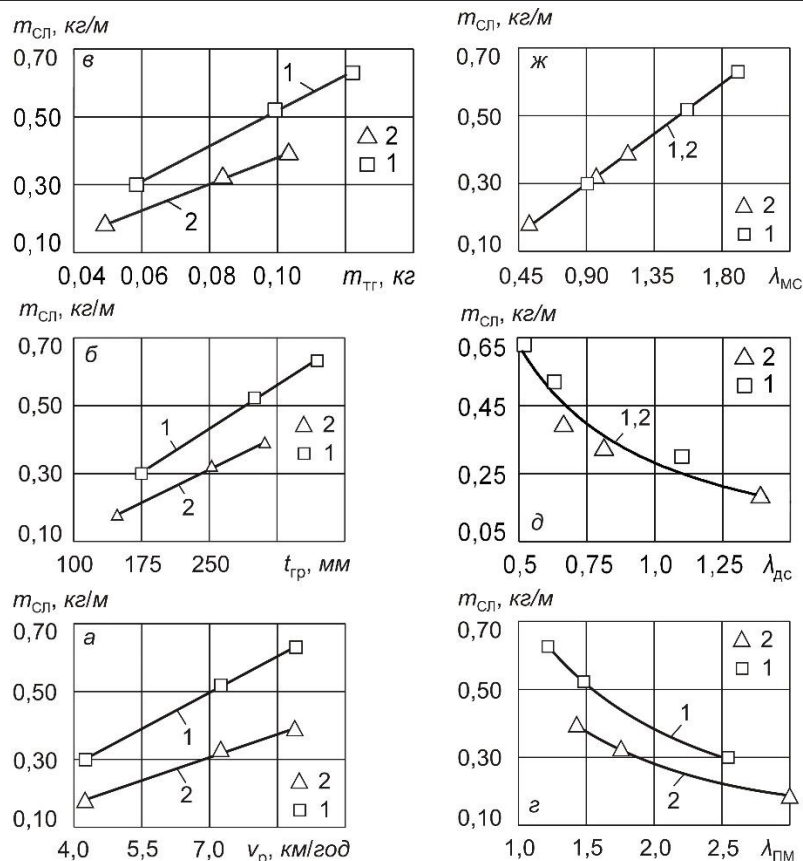 m_СЛ, кг/м
0,70
в
1
0,50
△ 2
□ 1
0,30
2
0,10
0,04 0,06 0,08 0,10 m_тг, кг
m_СЛ, кг/м
0,70
ж
0,50
1,2
0,30
△ 2
□ 1
0,10
0,45 0,90 1,35 1,80 λ_МС
m_СЛ, кг/м
0,70
б
0,50
1
△ 2
□ 1
0,30
2
0,10
100 175 250 t_гр, мм
m_СЛ, кг/м
0,65
△ 2
□ 1
0,45
1,2
0,25
0,05
д
0,5 0,75 1,0 1,25 λ_ДС
m_СЛ, кг/м
0,70
а
0,50
1
0,30
2
△ 2
□ 1
0,10
4,0 5,5 7,0 v_р, км/год
m_СЛ, кг/м
0,70
△ 2
□ 1
0,50
1
0,30
2
0,10
г
1,0 1,5 2,0 2,5 λ_ПМ